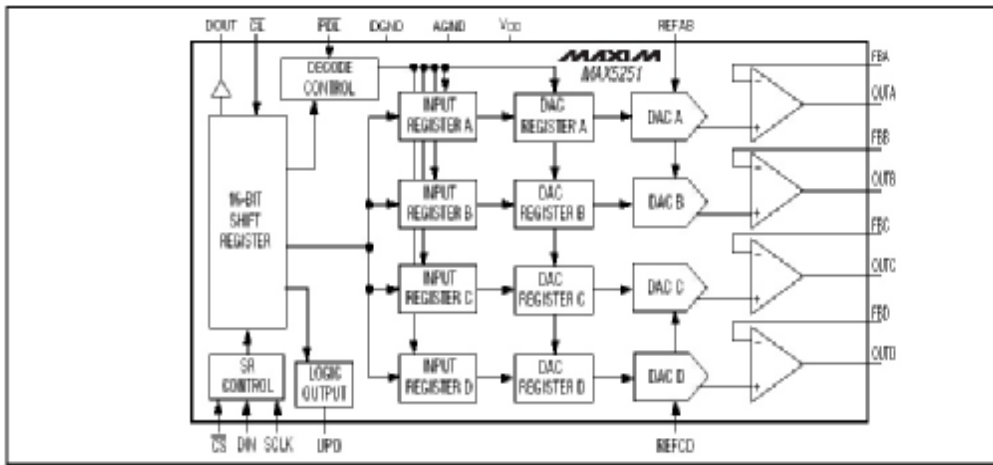 DOUT CL PDL DGND AGND VDD REFAB
MAXIM
MAX5251
DECODE
CONTROL
16-BIT
SHIFT
REGISTER
SR
CONTROL
LOGIC
OUTPUT
INPUT
REGISTER A
DAC
REGISTER A
DAC A
INPUT
REGISTER B
DAC
REGISTER B
DAC B
INPUT
REGISTER C
DAC
REGISTER C
DAC C
INPUT
REGISTER D
DAC
REGISTER D
DAC D
- + FBA
OUTA
- + FBB
OUTB
- + FBC
OUTC
- + FBD
OUTD
CS DIN SCLK UPO REFCD